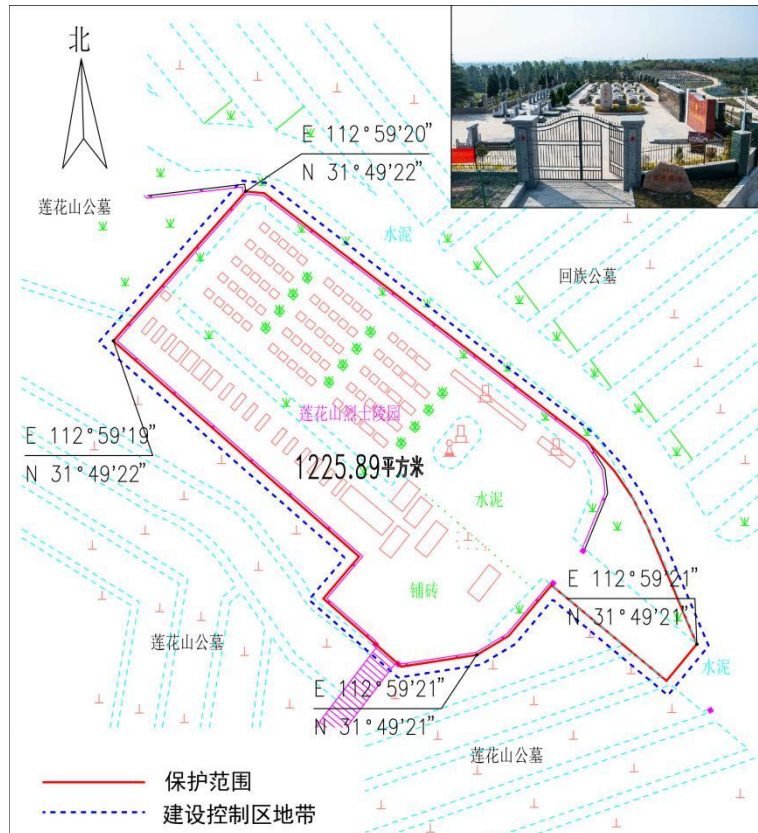 北
E 112°59'20"
N 31°49'22"
莲花山公墓
水泥
回族公墓
莲花山烈士陵园
E 112°59'19"
N 31°49'22"
1225.89平方米
水泥
铺砖
E 112°59'21"
N 31°49'21"
莲花山公墓
水泥
E 112°59'21"
N 31°49'21"
莲花山公墓
保护范围
建设控制区地带